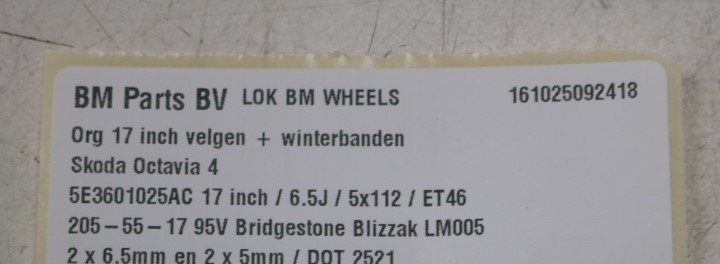 BM Parts BV LOK BM WHEELS 161025092418
Org 17 inch velgen + winterbanden
Skoda Octavia 4
5E3601025AC 17 inch / 6.5J / 5x112 / ET46
205-55-17 95V Bridgestone Blizzak LM005
2 x 6.5mm en 2 x 5mm / DOT 2521